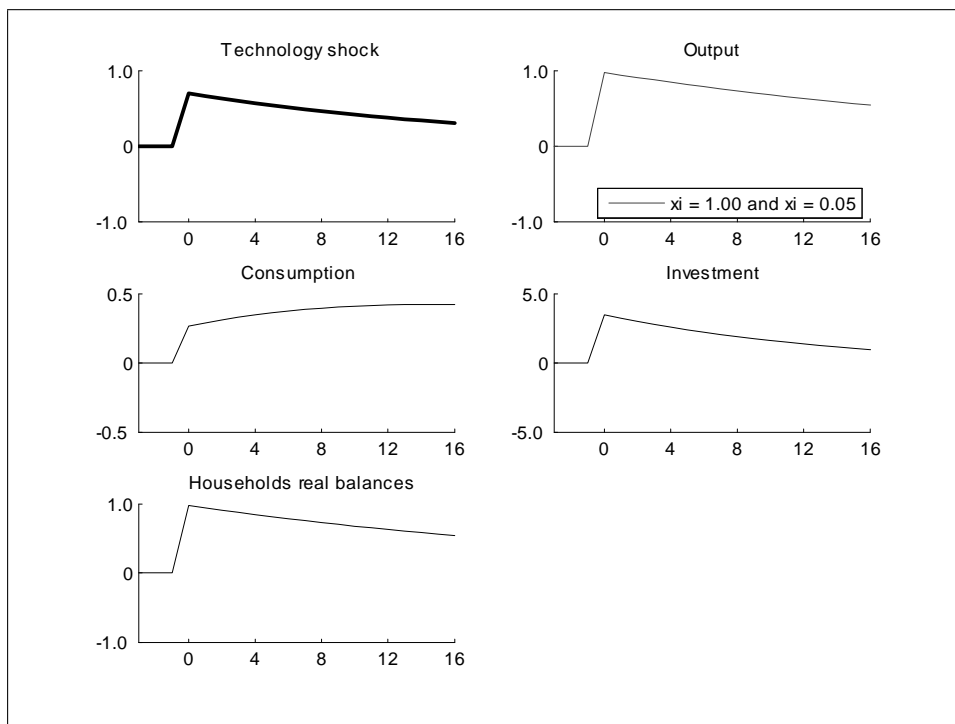 Technology shock
1.0
0
-1.0
0 4 8 12 16
Output
1.0
0
-1.0
xi = 1.00 and xi = 0.05
0 4 8 12 16
Consumption
0.5
0
-0.5
0 4 8 12 16
Investment
5.0
0
-5.0
0 4 8 12 16
Households real balances
1.0
0
-1.0
0 4 8 12 16